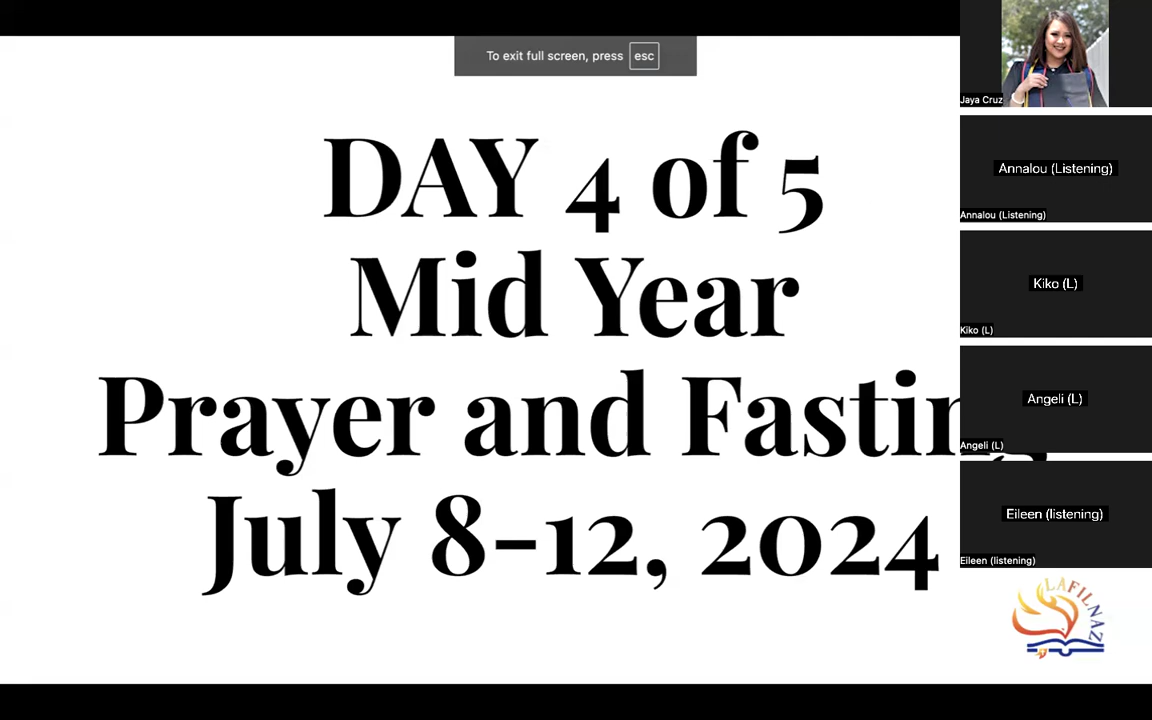 To exit full screen, press esc
DAY 4 of 5
Mid Year
Prayer and Fastin
July 8-12, 2024
Jaya Cruz
Annalou (Listening)
Annalou (Listening)
Kiko (L)
Kiko (L)
Angeli (L)
Angeli (L)
Eileen (listening)
Eileen (listening)
LAFILNAZ